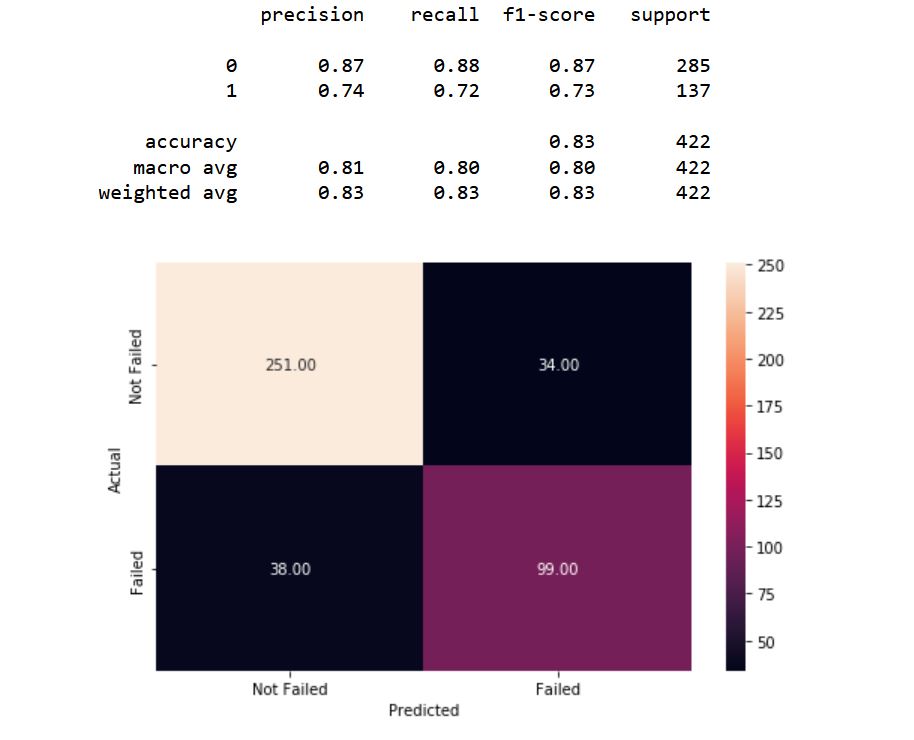 precision recall f1-score support
0 0.87 0.88 0.87 285
1 0.74 0.72 0.73 137
accuracy 0.83 422
macro avg 0.81 0.80 0.80 422
weighted avg 0.83 0.83 0.83 422
250
225
200
175
150
125
100
75
50
Actual
Not Failed
251.00 34.00
Failed
38.00 99.00
Not Failed Failed
Predicted